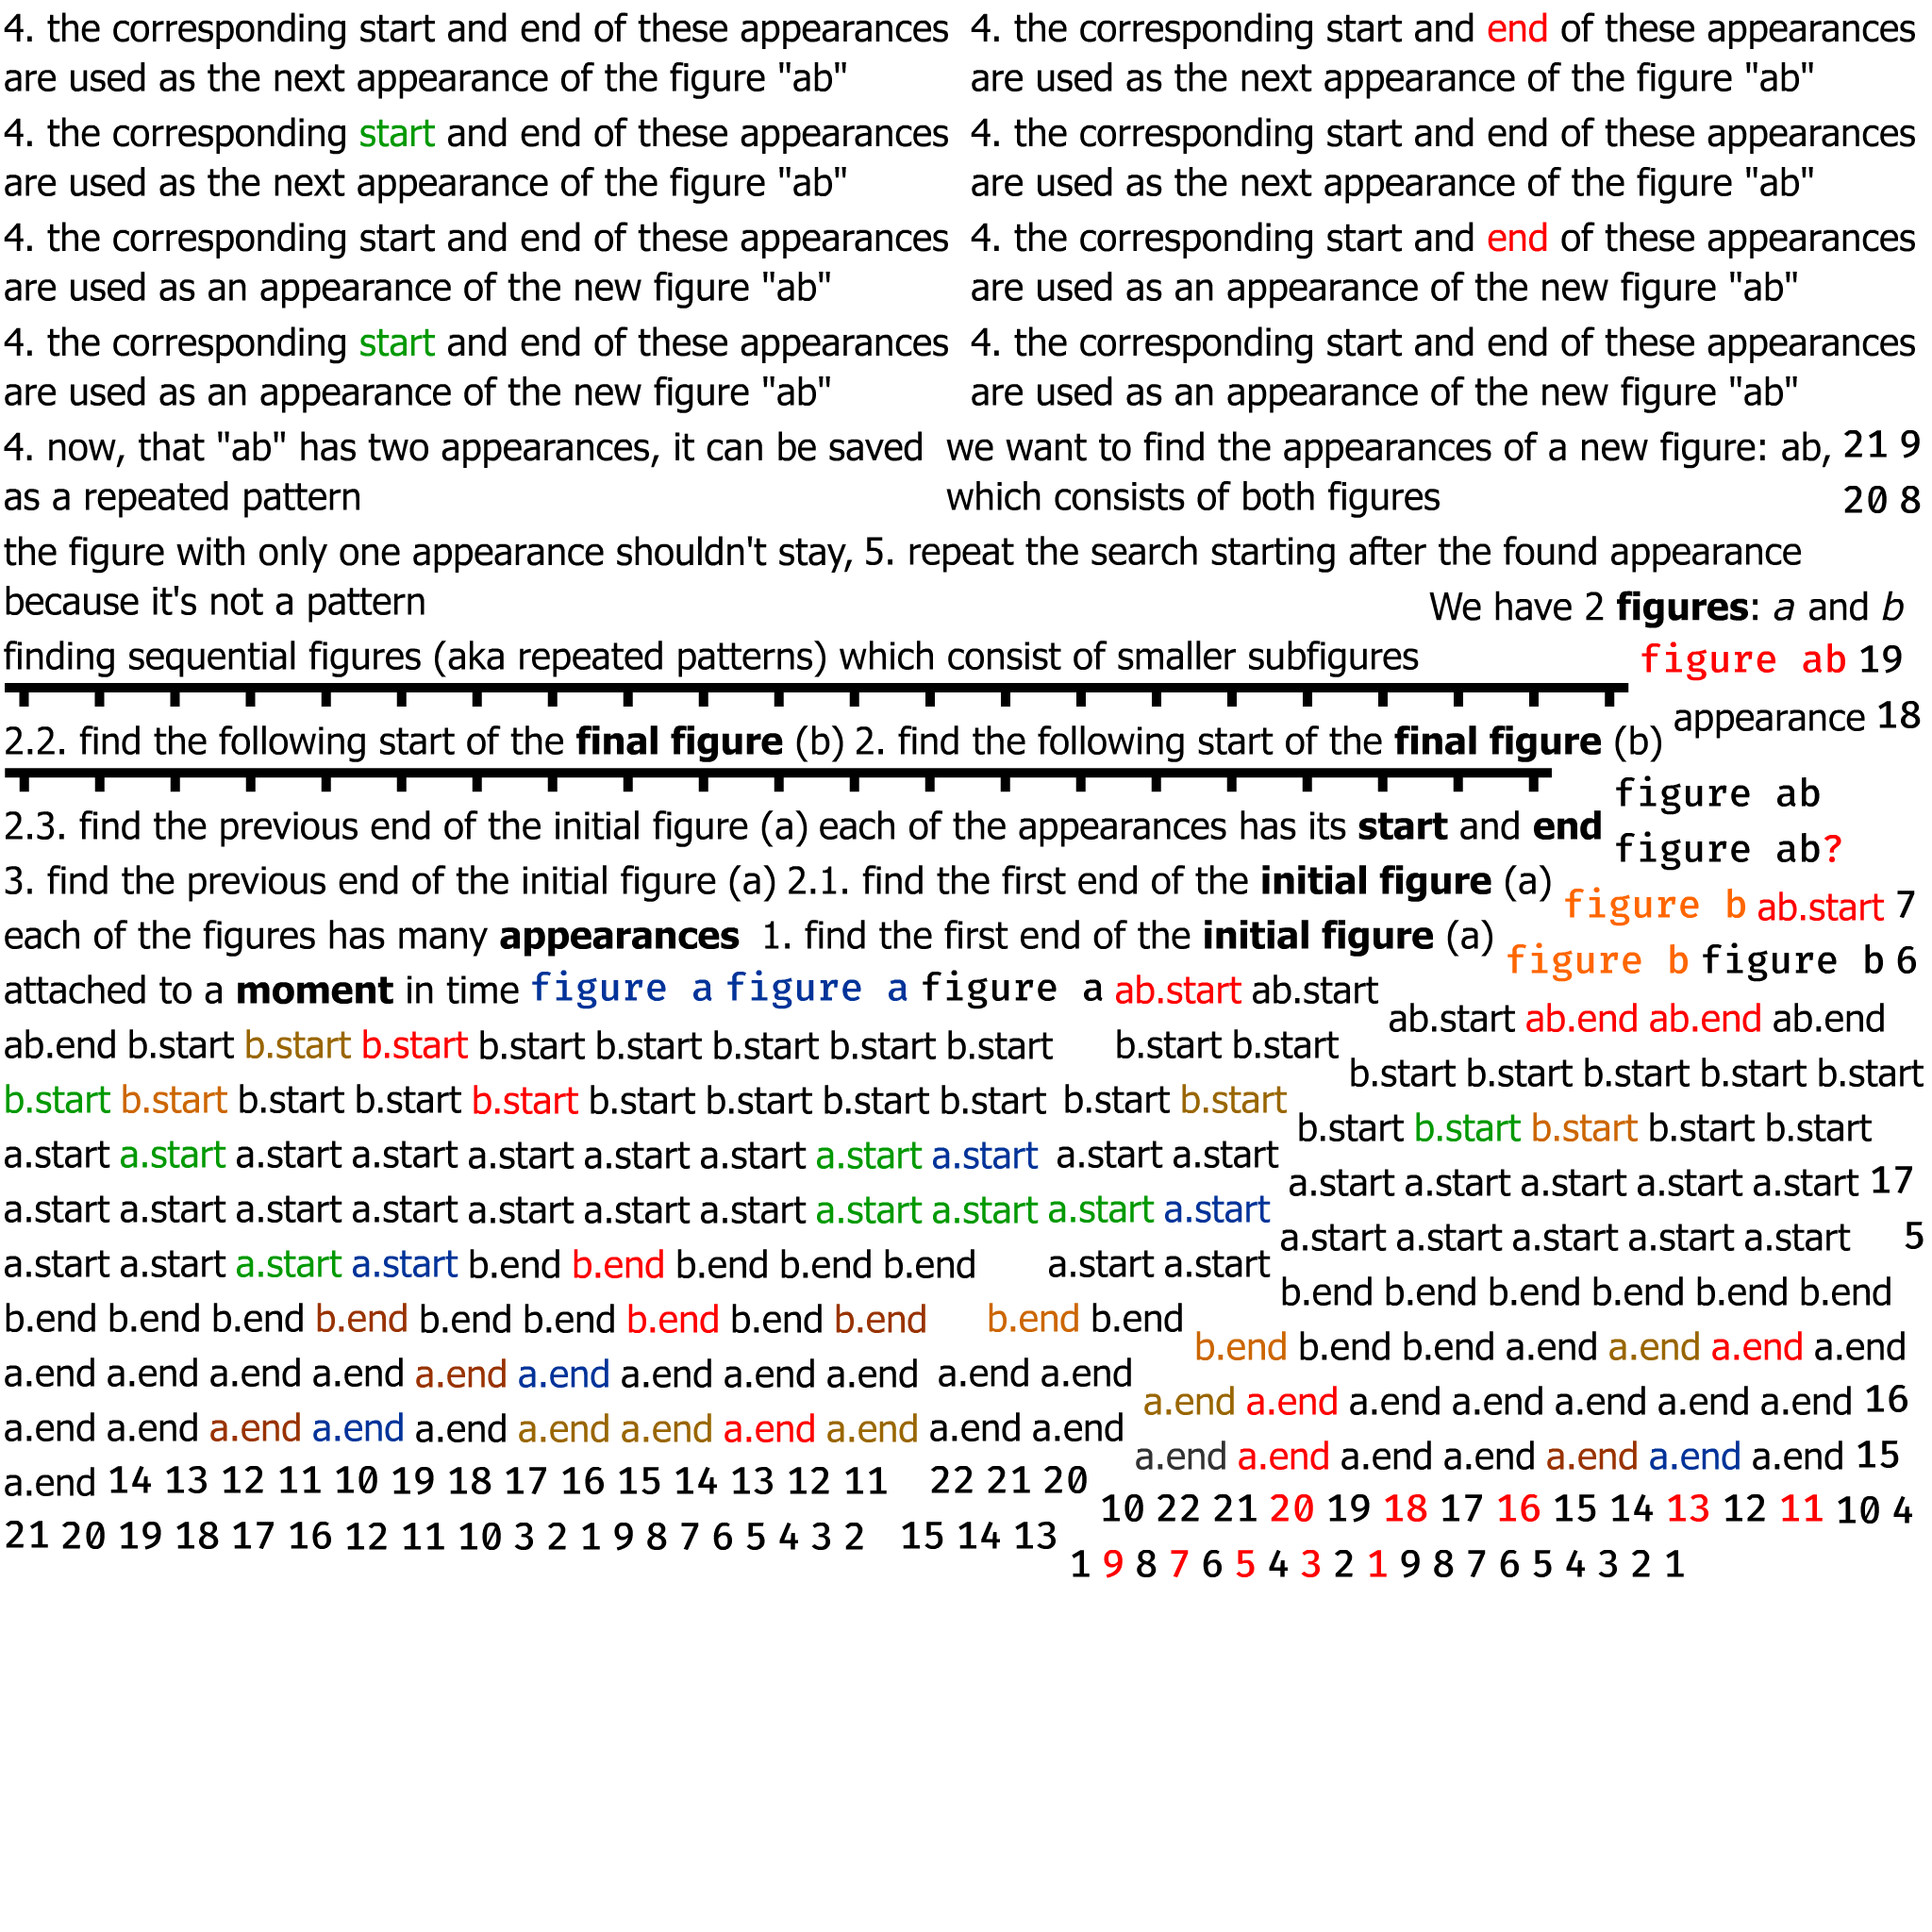 4. the corresponding start and end of these appearances 4. the corresponding start and end of these appearances
are used as the next appearance of the figure "ab" are used as the next appearance of the figure "ab"
4. the corresponding start and end of these appearances 4. the corresponding start and end of these appearances
are used as the next appearance of the figure "ab" are used as the next appearance of the figure "ab"
4. the corresponding start and end of these appearances 4. the corresponding start and end of these appearances
are used as an appearance of the new figure "ab" are used as an appearance of the new figure "ab"
4. the corresponding start and end of these appearances 4. the corresponding start and end of these appearances
are used as an appearance of the new figure "ab" are used as an appearance of the new figure "ab"
4. now, that "ab" has two appearances, it can be saved we want to find the appearances of a new figure: ab, 21 9
as a repeated pattern which consists of both figures 20 8
the figure with only one appearance shouldn't stay, 5. repeat the search starting after the found appearance
because it's not a pattern We have 2 figures: a and b
finding sequential figures (aka repeated patterns) which consist of smaller subfigures figure ab 19
appearance 18
2.2. find the following start of the final figure (b) 2. find the following start of the final figure (b)
figure ab
2.3. find the previous end of the initial figure (a) each of the appearances has its start and end
figure ab?
3. find the previous end of the initial figure (a) 2.1. find the first end of the initial figure (a)
figure b ab.start 7
each of the figures has many appearances 1. find the first end of the initial figure (a)
figure b figure b 6
attached to a moment in time figure a figure a figure a ab.start ab.start
ab.start ab.end ab.end ab.end
ab.end b.start b.start b.start b.start b.start b.start b.start b.start b.start b.start
b.start b.start b.start b.start b.start
b.start b.start b.start b.start b.start b.start b.start b.start b.start b.start b.start
b.start b.start b.start b.start b.start
a.start a.start a.start a.start a.start a.start a.start a.start a.start a.start a.start
a.start a.start a.start a.start a.start 17
a.start a.start a.start a.start a.start a.start a.start a.start a.start a.start a.start
a.start a.start a.start a.start a.start 5
a.start a.start a.start a.start b.end b.end b.end b.end b.end a.start a.start
b.end b.end b.end b.end b.end b.end
b.end b.end b.end b.end b.end b.end b.end b.end b.end b.end b.end
b.end b.end b.end a.end a.end a.end a.end
a.end a.end a.end a.end a.end a.end a.end a.end a.end a.end a.end
a.end a.end a.end a.end a.end a.end a.end 16
a.end a.end a.end a.end a.end a.end a.end a.end a.end a.end a.end
a.end a.end a.end a.end a.end a.end a.end 15
a.end 14 13 12 11 10 19 18 17 16 15 14 13 12 11 22 21 20
10 22 21 20 19 18 17 16 15 14 13 12 11 10 4
21 20 19 18 17 16 12 11 10 3 2 1 9 8 7 6 5 4 3 2 15 14 13
1 9 8 7 6 5 4 3 2 1 9 8 7 6 5 4 3 2 1